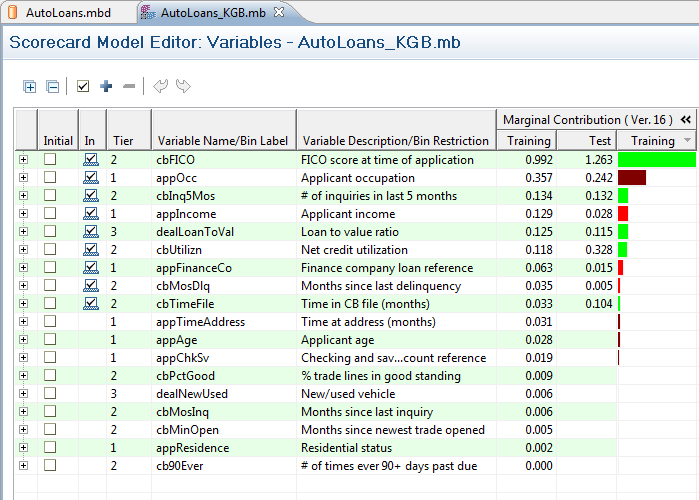 AutoLoans.mbd AutoLoans_KGB.mb
Scorecard Model Editor: Variables - AutoLoans_KGB.mb
Marginal Contribution ( Ver. 16 )
Initial In Tier Variable Name/Bin Label Variable Description/Bin Restriction Training Test Training
2 cbFICO FICO score at time of application 0.992 1.263
1 appOcc Applicant occupation 0.357 0.242
2 cbInq5Mos # of inquiries in last 5 months 0.134 0.132
1 appIncome Applicant income 0.129 0.028
3 dealLoanToVal Loan to value ratio 0.125 0.115
2 cbUtilizn Net credit utilization 0.118 0.328
1 appFinanceCo Finance company loan reference 0.063 0.015
2 cbMosDlq Months since last delinquency 0.035 0.005
2 cbTimeFile Time in CB file (months) 0.033 0.104
1 appTimeAddress Time at address (months) 0.031
1 appAge Applicant age 0.028
1 appChkSv Checking and sav...count reference 0.019
2 cbPctGood % trade lines in good standing 0.009
3 dealNewUsed New/used vehicle 0.006
2 cbMosInq Months since last inquiry 0.006
2 cbMinOpen Months since newest trade opened 0.005
1 appResidence Residential status 0.002
2 cb90Ever # of times ever 90+ days past due 0.000